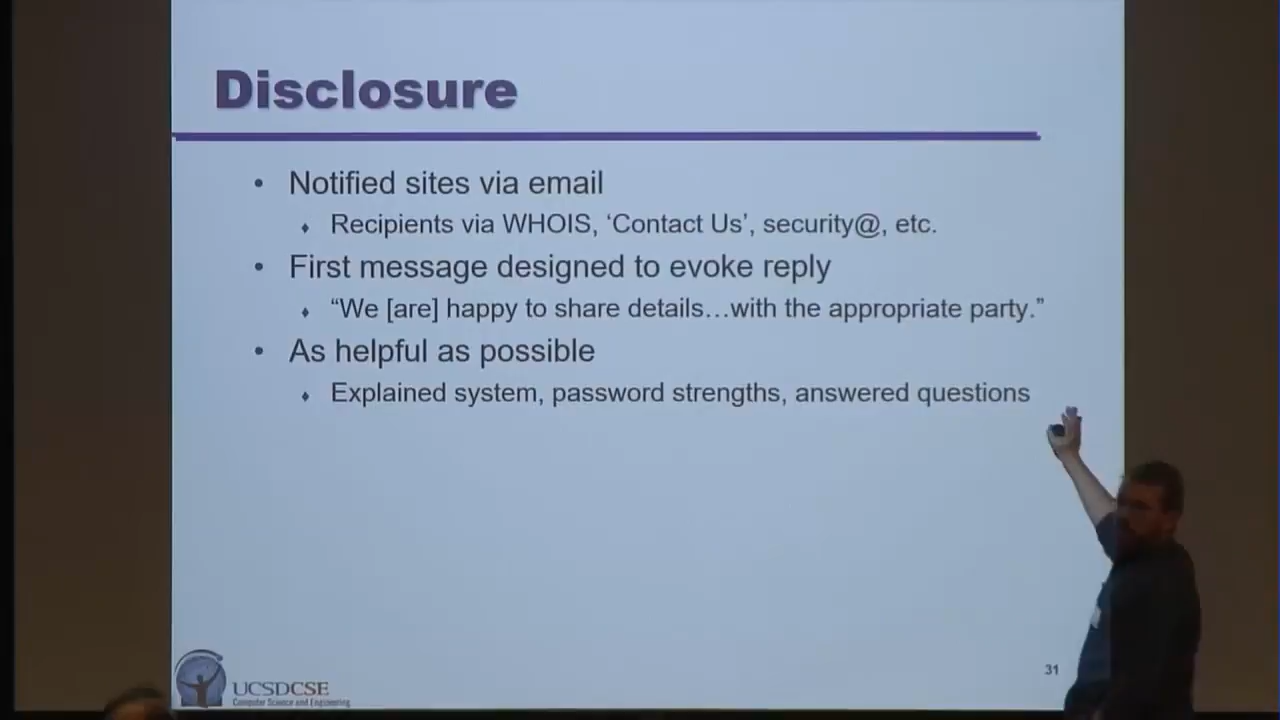 Disclosure
• Notified sites via email
♦ Recipients via WHOIS, ‘Contact Us’, security@, etc.
• First message designed to evoke reply
♦ “We [are] happy to share details…with the appropriate party.”
• As helpful as possible
♦ Explained system, password strengths, answered questions
31
UCSDCSE
Computer Science and Engineering